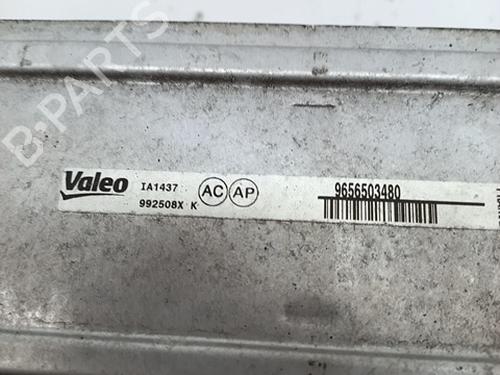 B-PARTS
Valeo IA1437 AC AP 9656503480
992508X K